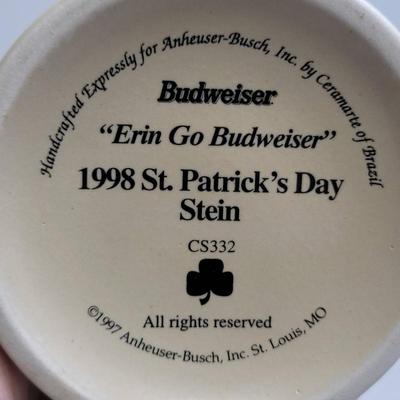 Handcrafted Expressly for Anheuser-Busch, Inc. by Ceramarte of Brazil
Budweiser
"Erin Go Budweiser"
1998 St. Patrick's Day
Stein
CS332
All rights reserved
©1997 Anheuser-Busch, Inc. St. Louis, MO